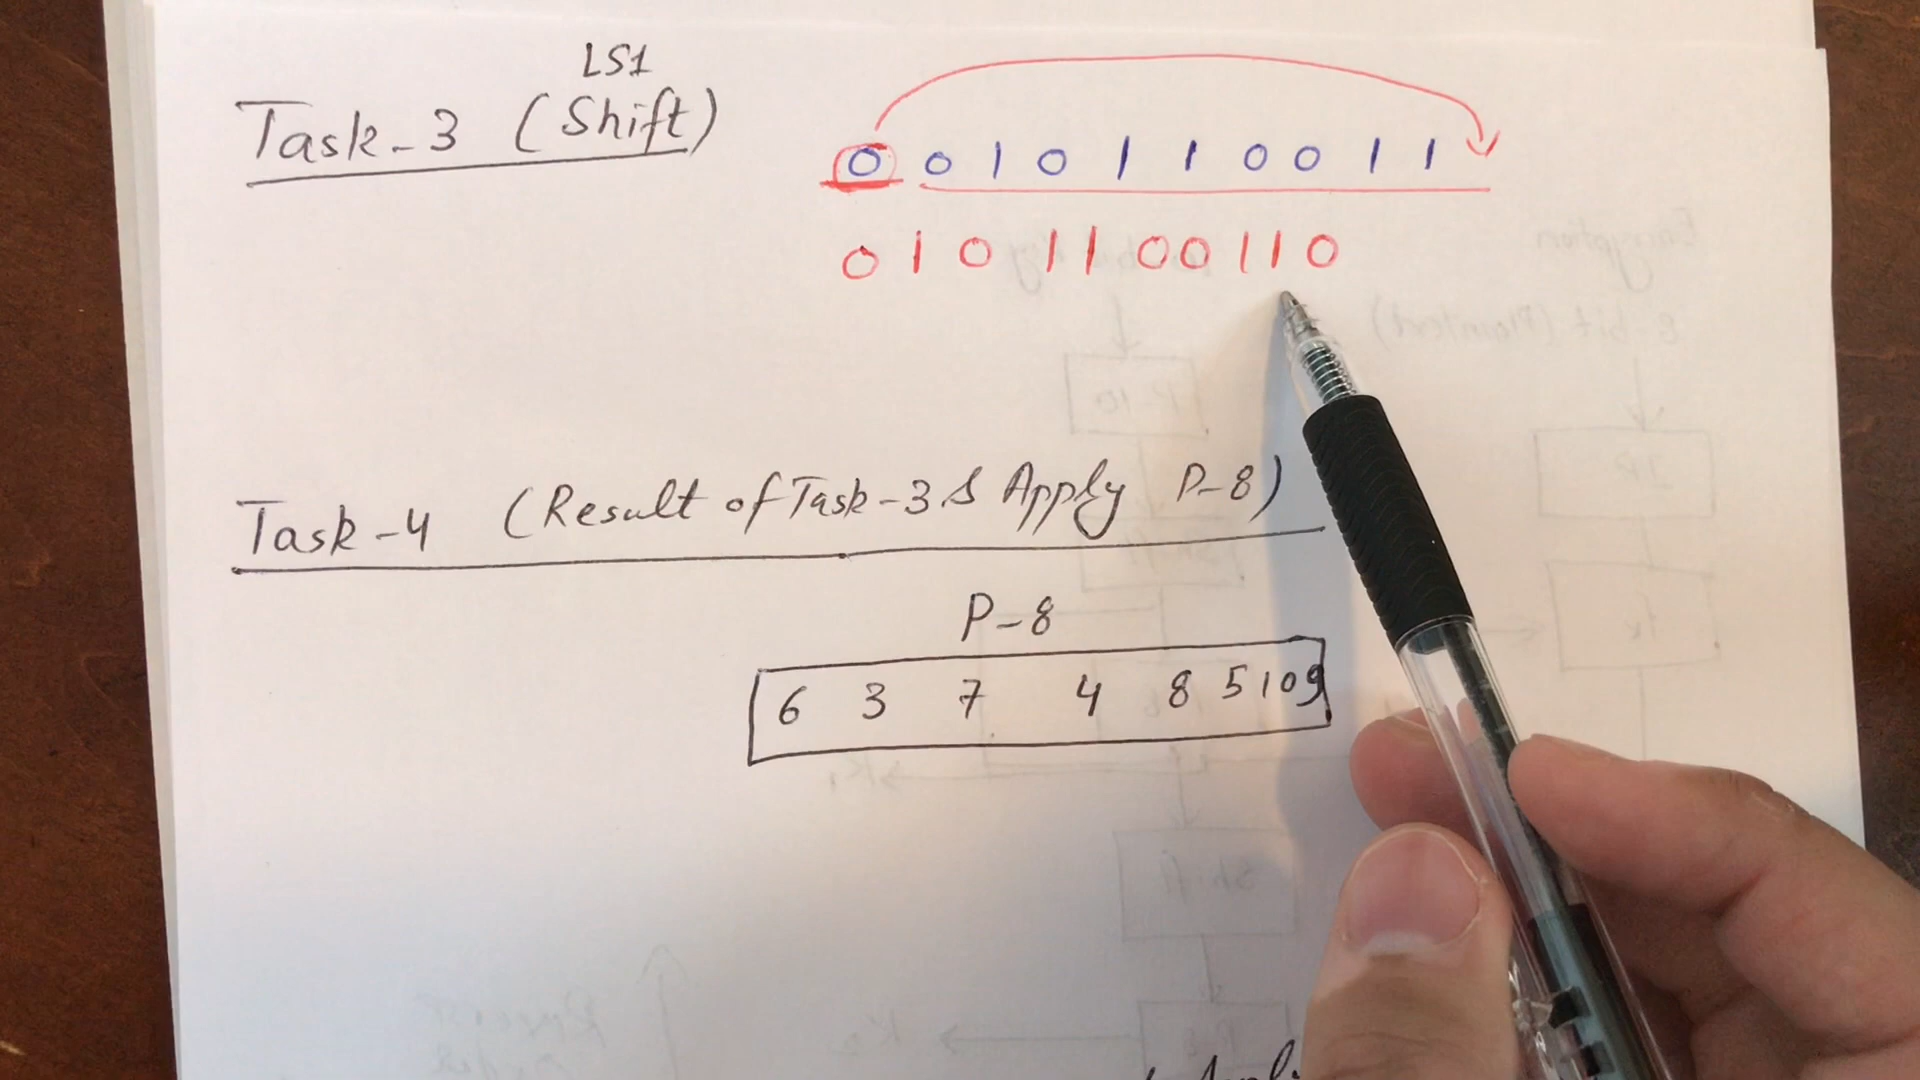 LS1
Task-3 (Shift)
0 0 1 0 1 1 0 0 1 1
0 1 0 1 1 0 0 1 1 0
Task-4 (Result of Task-3 & Apply P-8)
P-8
6 3 7 4 8 5 10 9